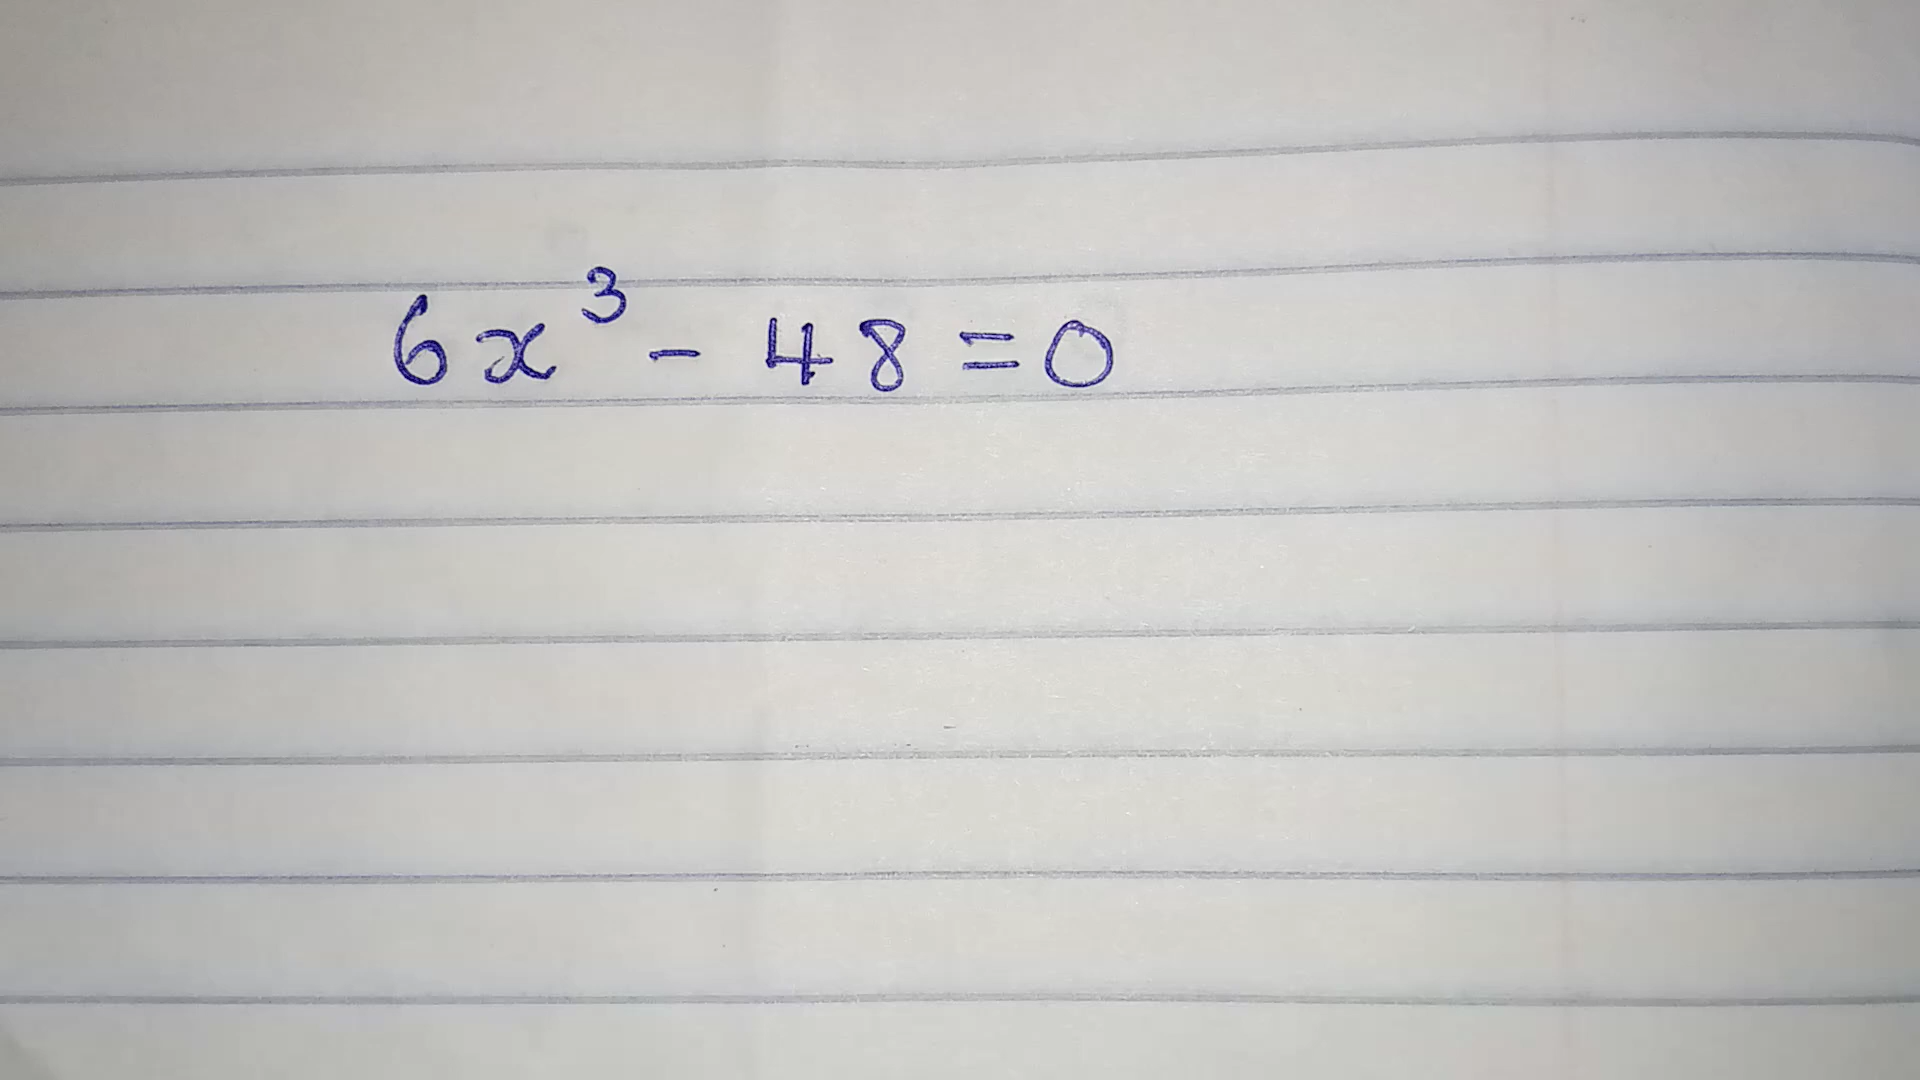 6x³ - 48 = 0